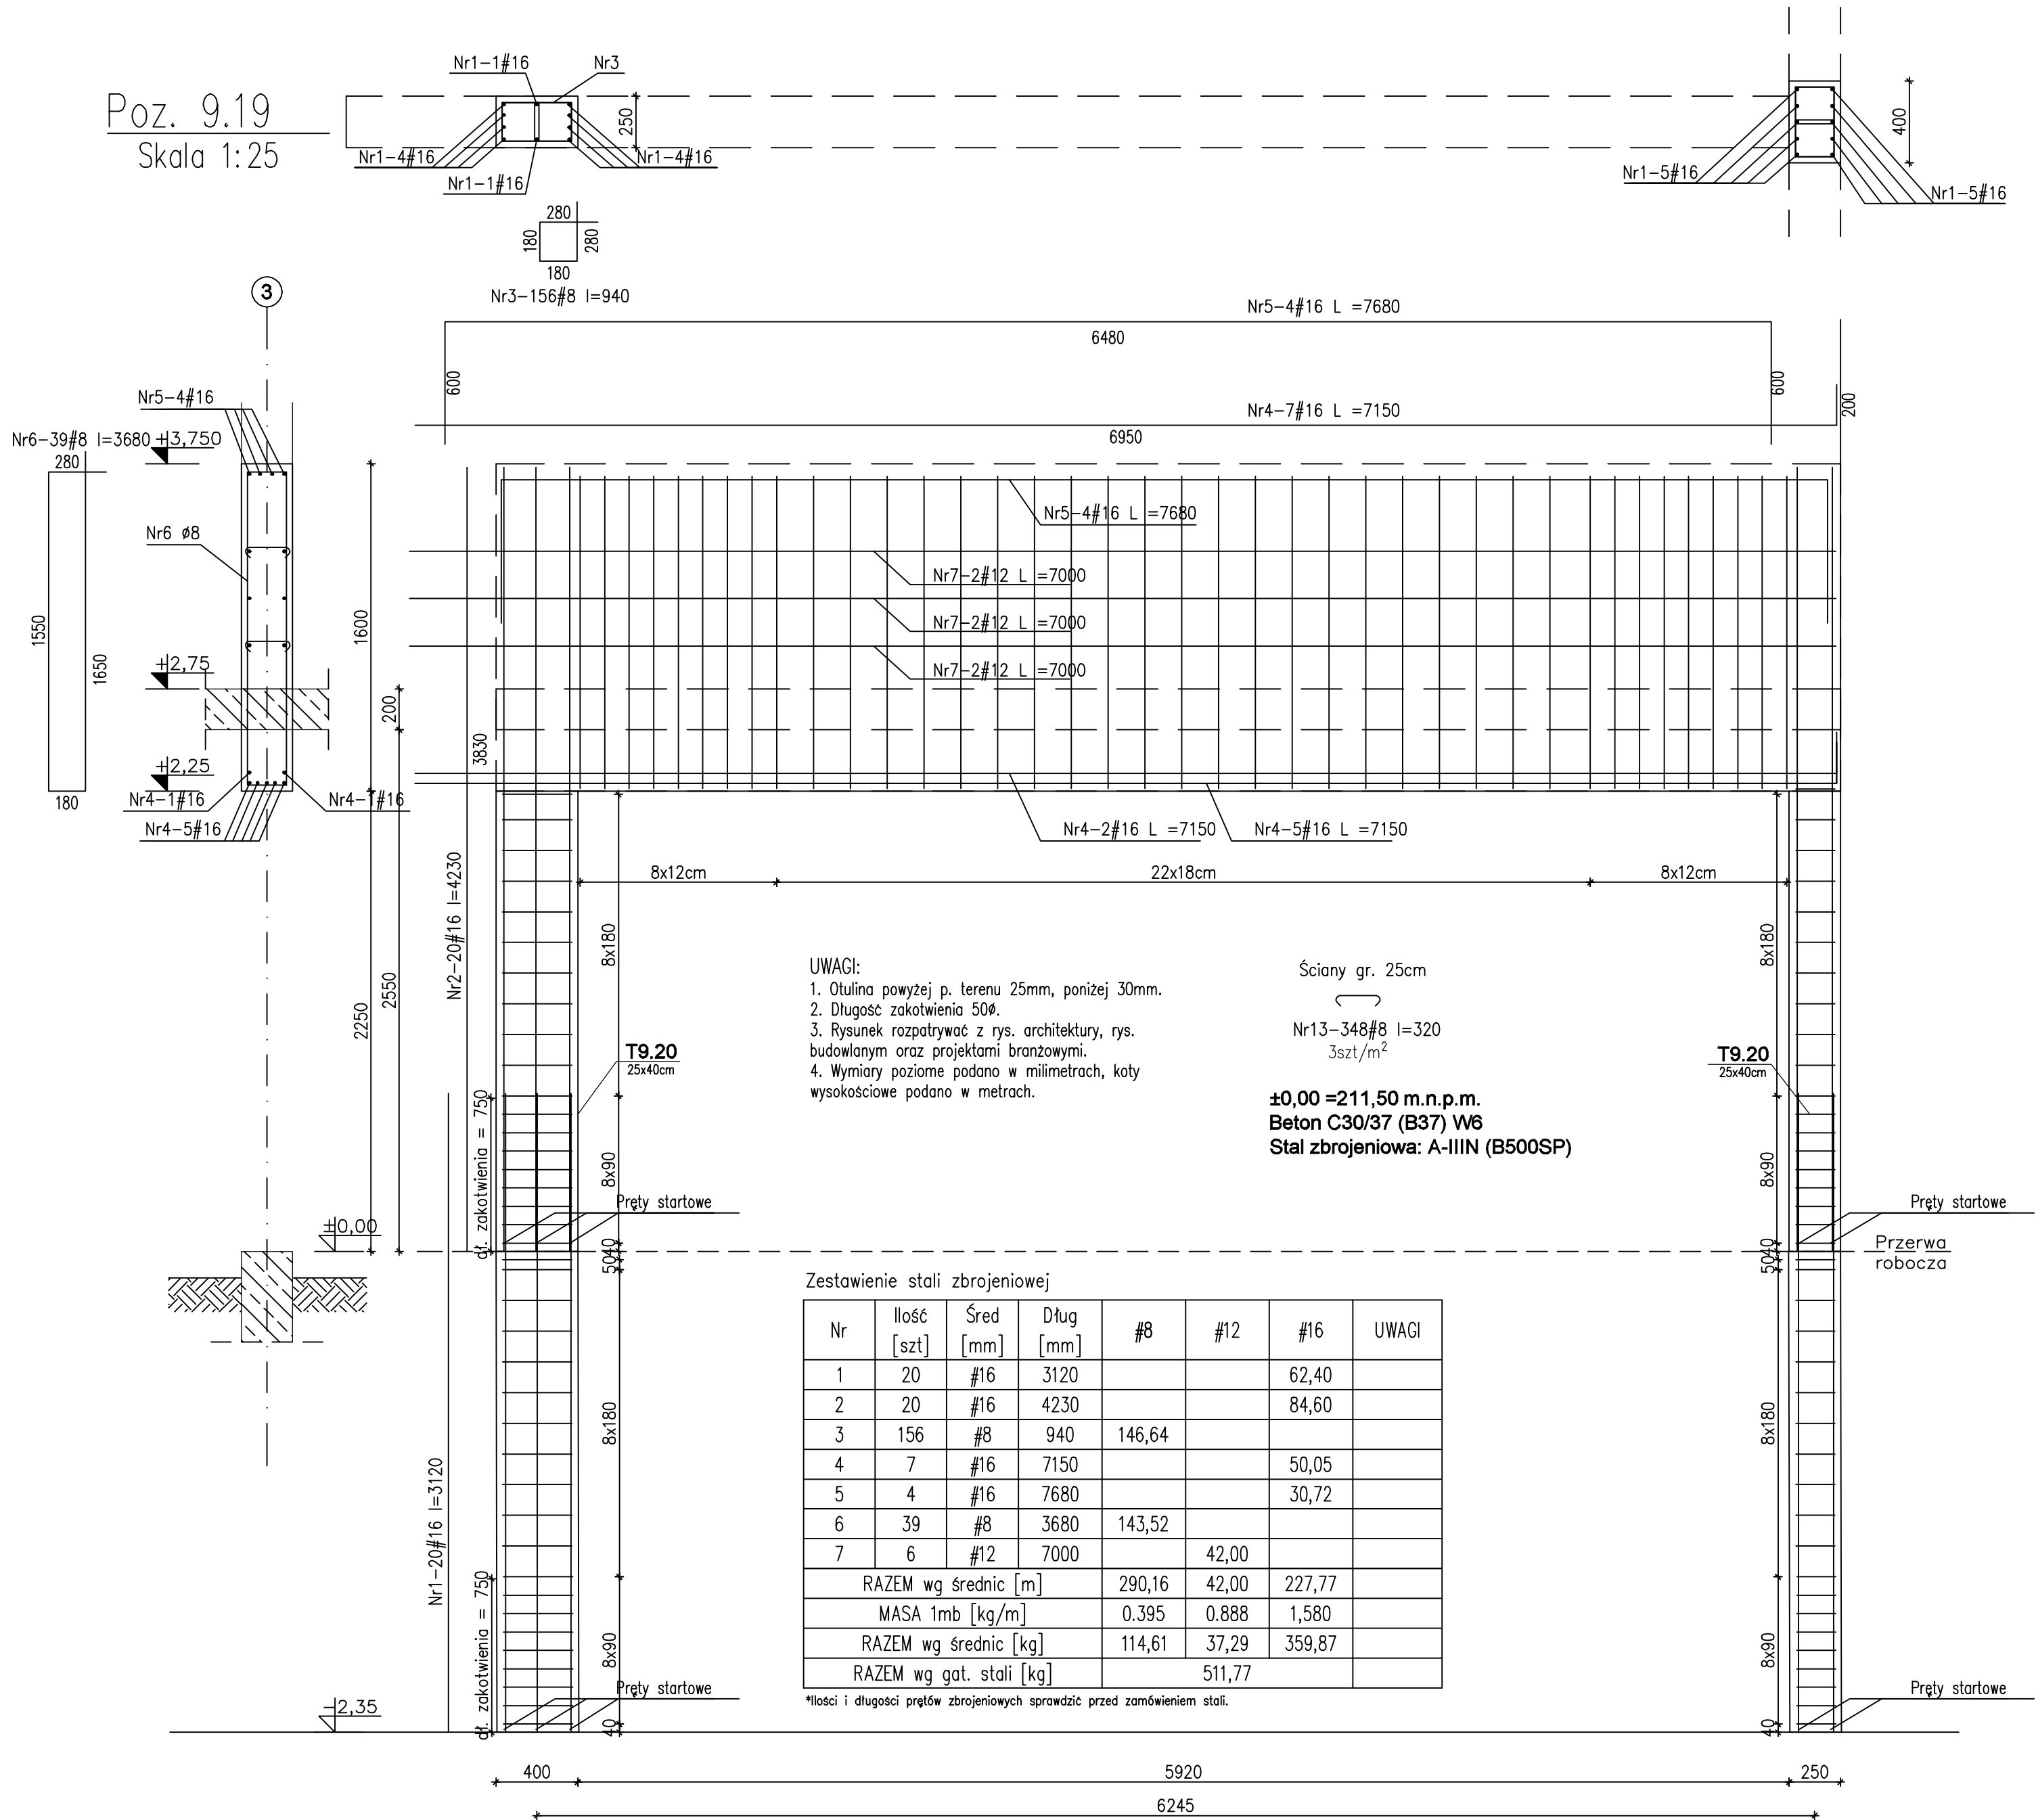 Poz. 9.19
Skala 1:25
Nr1-1#16
Nr3
250
Nr1-4#16
Nr1-4#16
Nr1-1#16
400
Nr1-5#16
Nr1-5#16
280
180
280
180
Nr3-156#8 l=940
3
Nr5-4#16 L =7680
6480
600
600
Nr4-7#16 L =7150
200
6950
Nr5-4#16
Nr6-39#8 l=3680
+3,750
280
Nr6 ø8
1550
1650
180
1600
+2,75
200
+2,25
Nr4-1#16
Nr4-1#16
Nr4-5#16
3830
Nr5-4#16 L =7680
Nr7-2#12 L =7000
Nr7-2#12 L =7000
Nr7-2#12 L =7000
Nr4-2#16 L =7150
Nr4-5#16 L =7150
8x12cm
22x18cm
8x12cm
Nr2-20#16 l=4230
2250
2550
8x180
8x180
UWAGI:
1. Otulina powyżej p. terenu 25mm, poniżej 30mm.
2. Długość zakotwienia 50ø.
3. Rysunek rozpatrywać z rys. architektury, rys.
budowlanym oraz projektami branżowymi.
4. Wymiary poziome podano w milimetrach, koty
wysokościowe podano w metrach.
Ściany gr. 25cm
Nr13-348#8 l=320
3szt/m²
±0,00 =211,50 m.n.p.m.
Beton C30/37 (B37) W6
Stal zbrojeniowa: A-IIIN (B500SP)
T9.20
25x40cm
T9.20
25x40cm
dł. zakotwienia = 750
8x90
8x90
Pręty startowe
Pręty startowe
±0,00
40
50
40
50
Przerwa
robocza
Zestawienie stali zbrojeniowej
Nr Ilość [szt] Śred [mm] Dług [mm] #8 #12 #16 UWAGI
1 20 #16 3120 62,40
2 20 #16 4230 84,60
3 156 #8 940 146,64
4 7 #16 7150 50,05
5 4 #16 7680 30,72
6 39 #8 3680 143,52
7 6 #12 7000 42,00
RAZEM wg średnic [m] 290,16 42,00 227,77
MASA 1mb [kg/m] 0.395 0.888 1,580
RAZEM wg średnic [kg] 114,61 37,29 359,87
RAZEM wg gat. stali [kg] 511,77
*Ilości i długości prętów zbrojeniowych sprawdzić przed zamówieniem stali.
8x180
8x180
Nr1-20#16 l=3120
dł. zakotwienia = 750
8x90
8x90
Pręty startowe
Pręty startowe
-2,35
40
40
400
5920
250
6245